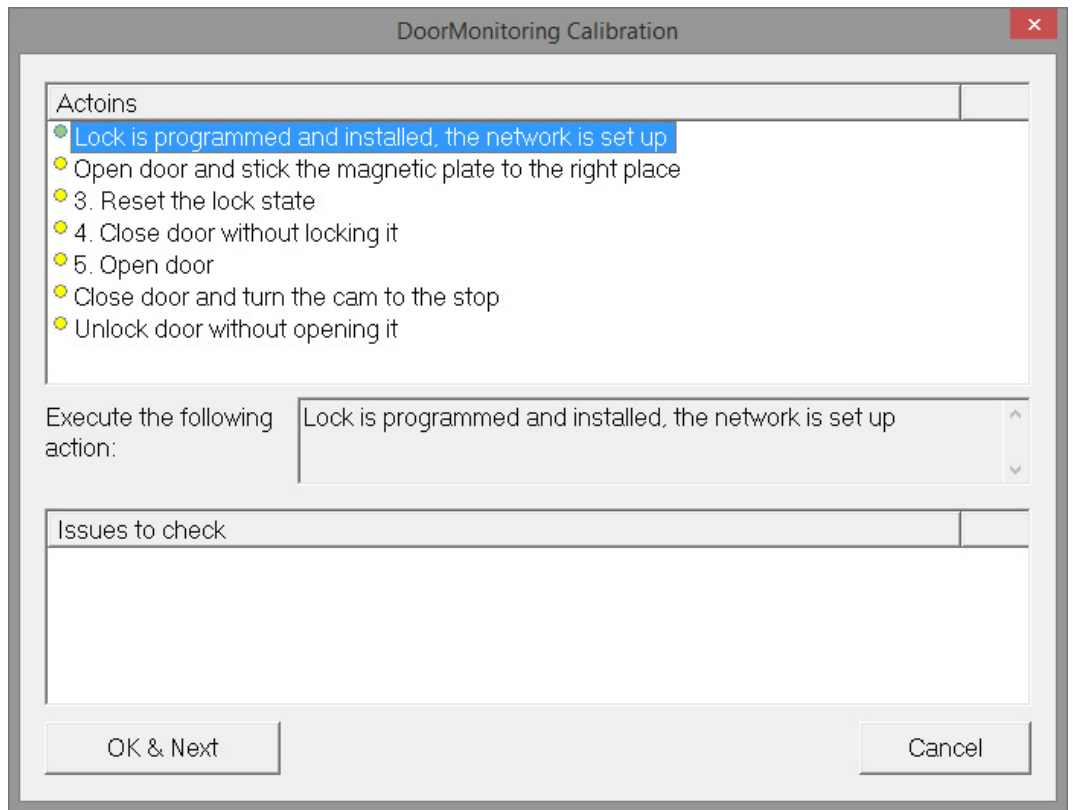 DoorMonitoring Calibration
Actoins
Lock is programmed and installed, the network is set up
Open door and stick the magnetic plate to the right place
3. Reset the lock state
4. Close door without locking it
5. Open door
Close door and turn the cam to the stop
Unlock door without opening it
Execute the following
action:
Lock is programmed and installed, the network is set up
Issues to check
OK & Next
Cancel